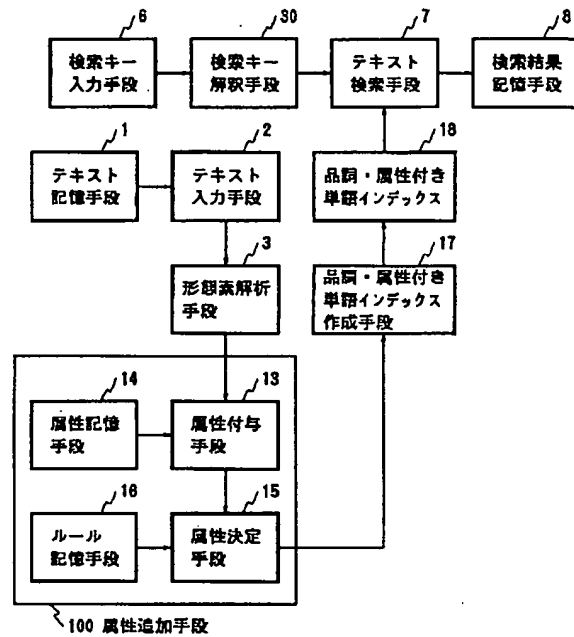 6
検索キー
入力手段
30
検索キー
解釈手段
7
テキスト
検索手段
8
検索結果
記憶手段
1
テキスト
記憶手段
2
テキスト
入力手段
18
品詞・属性付き
単語インデックス
3
形態素解析
手段
17
品詞・属性付き
単語インデックス
作成手段
14
属性記憶
手段
13
属性付与
手段
16
ルール
記憶手段
15
属性決定
手段
100 属性追加手段